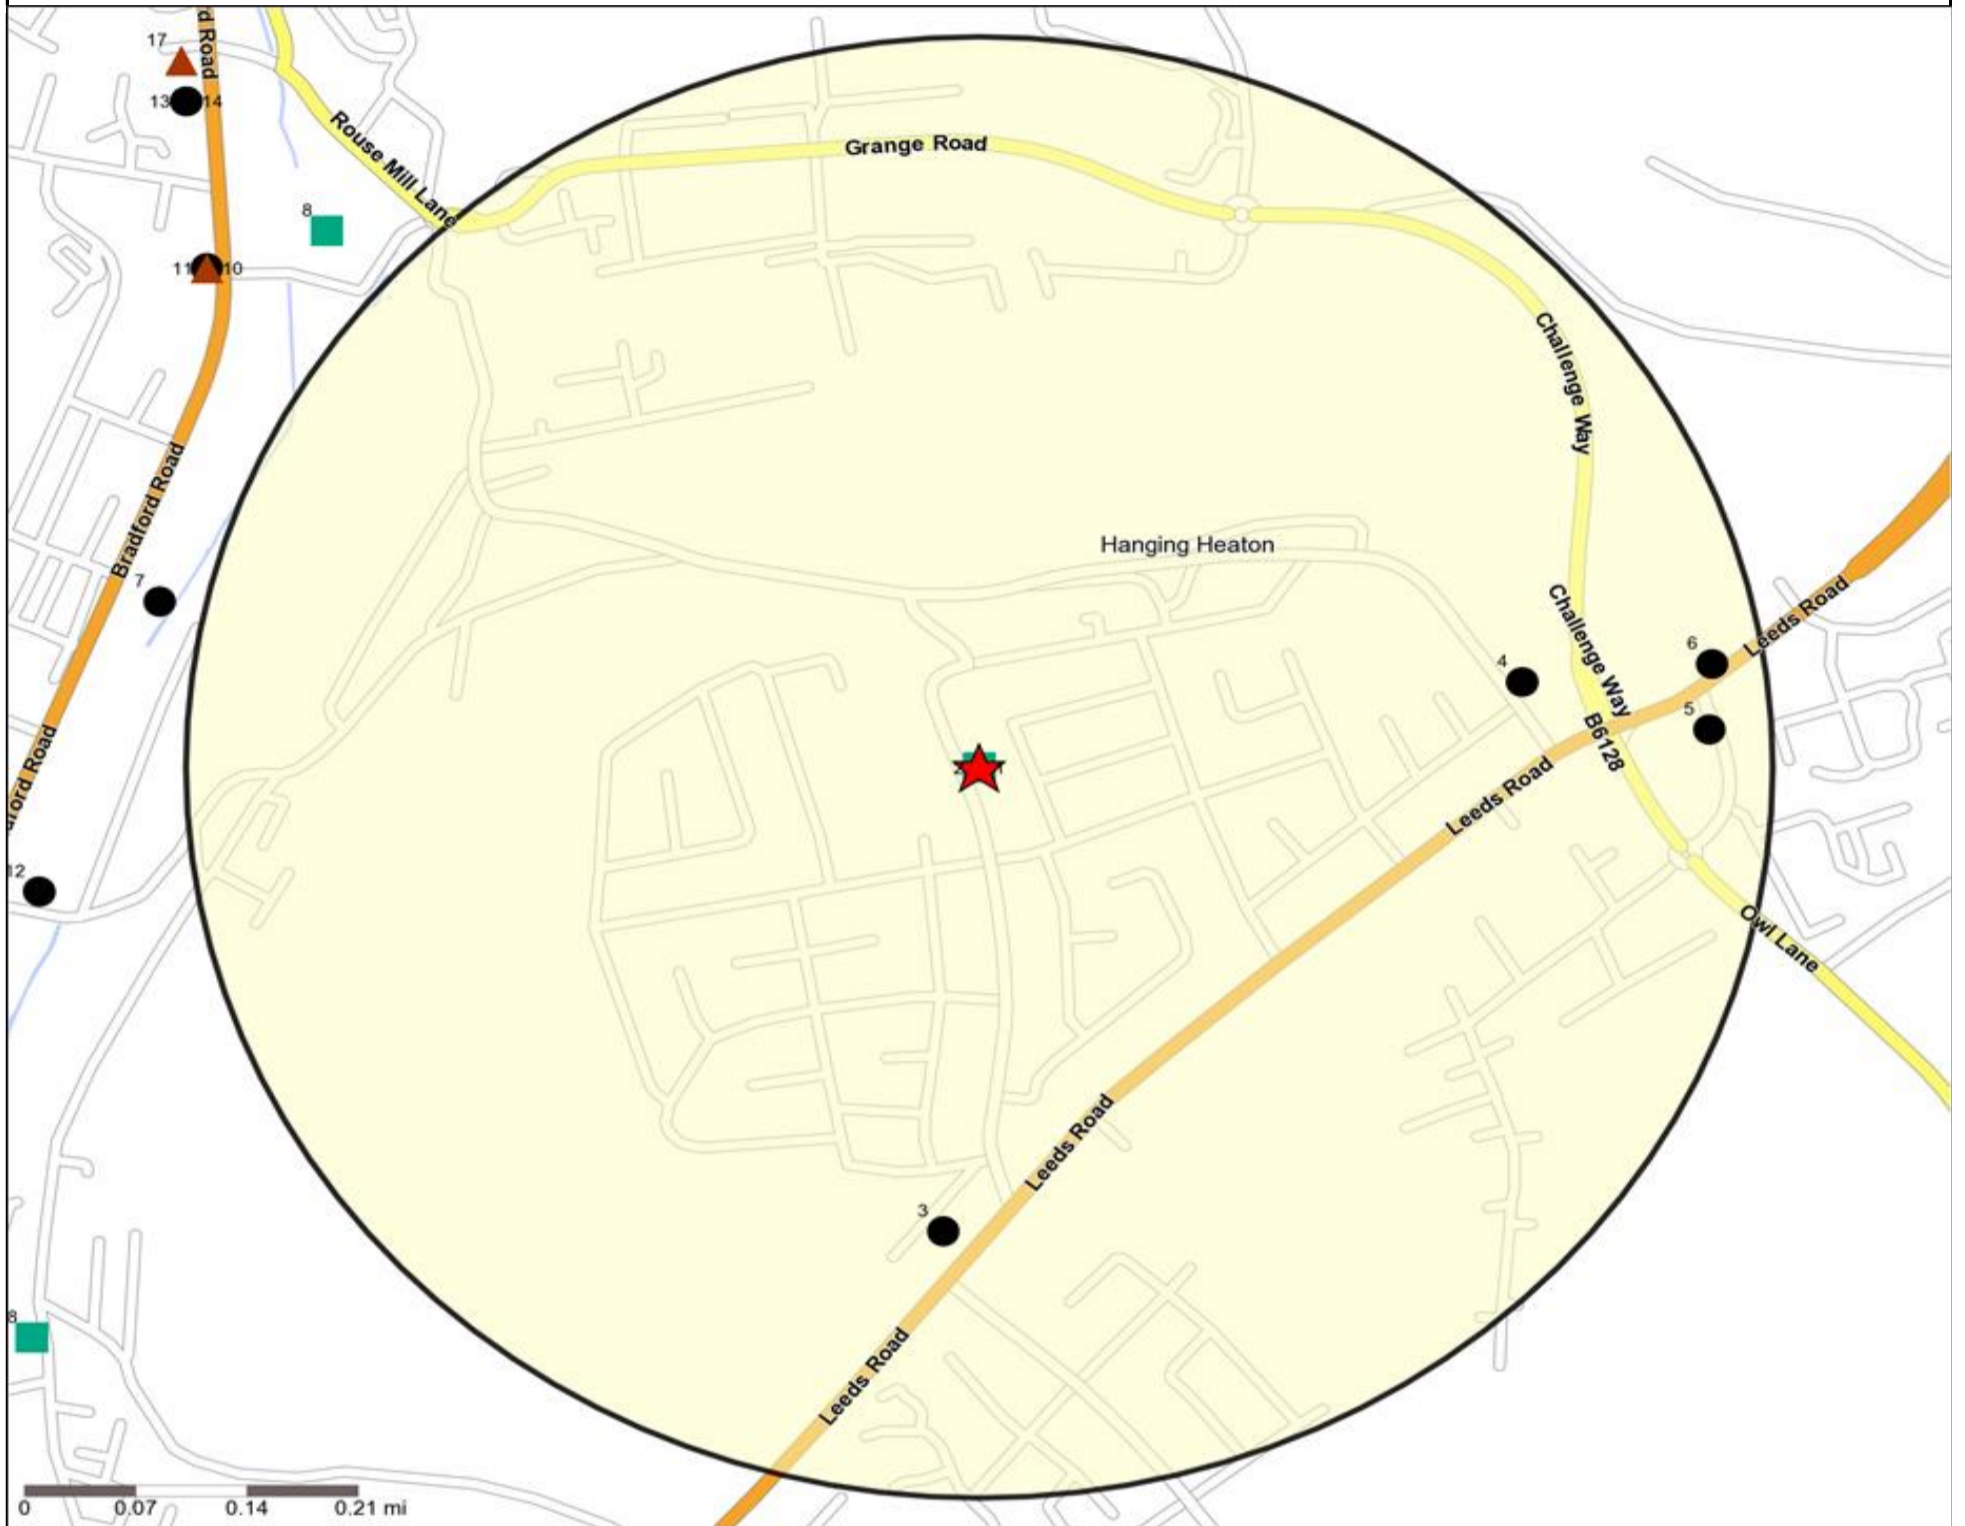 d Road
17
13 14
Rouse Mill Lane
Grange Road
8
11 10
Challenge Way
Bradford Road
Hanging Heaton
7
Challenge Way
Leeds Road
6
4
5
B6128
ford Road
Leeds Road
12
Owl Lane
Leeds Road
3
8
Leeds Road
0 0.07 0.14 0.21 mi